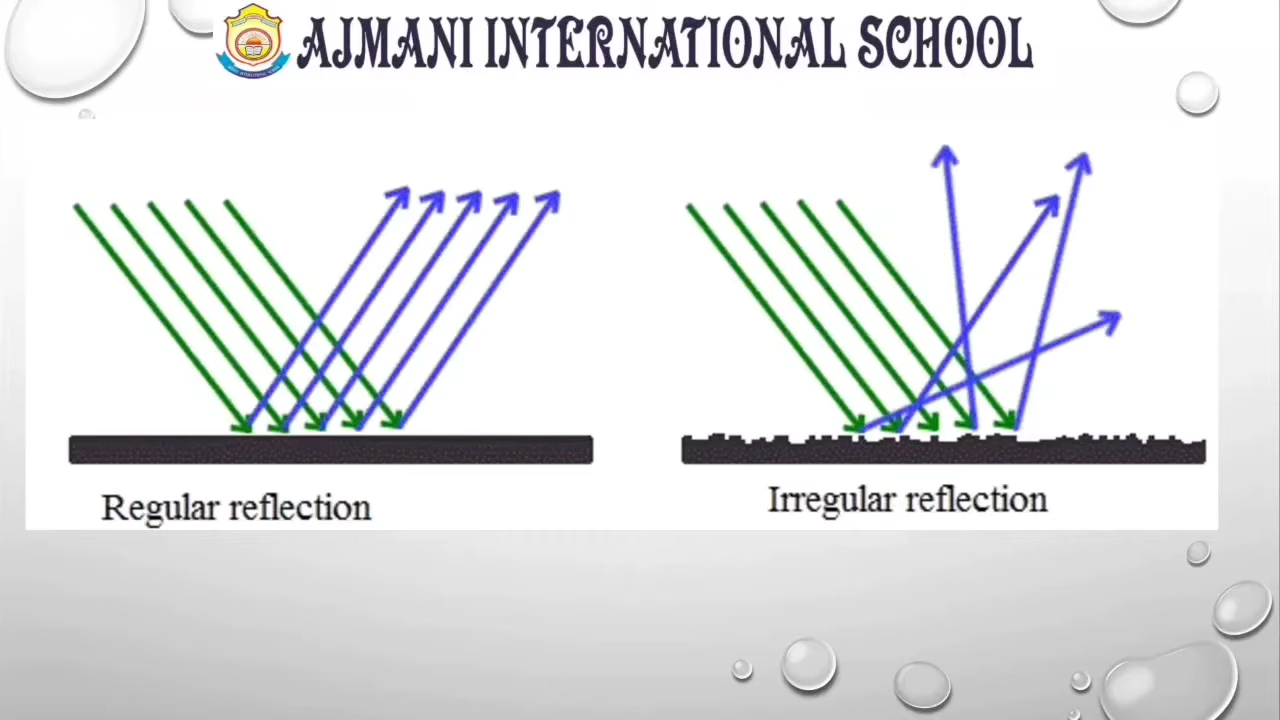 AJMANI INTERNATIONAL SCHOOL
Regular reflection
Irregular reflection